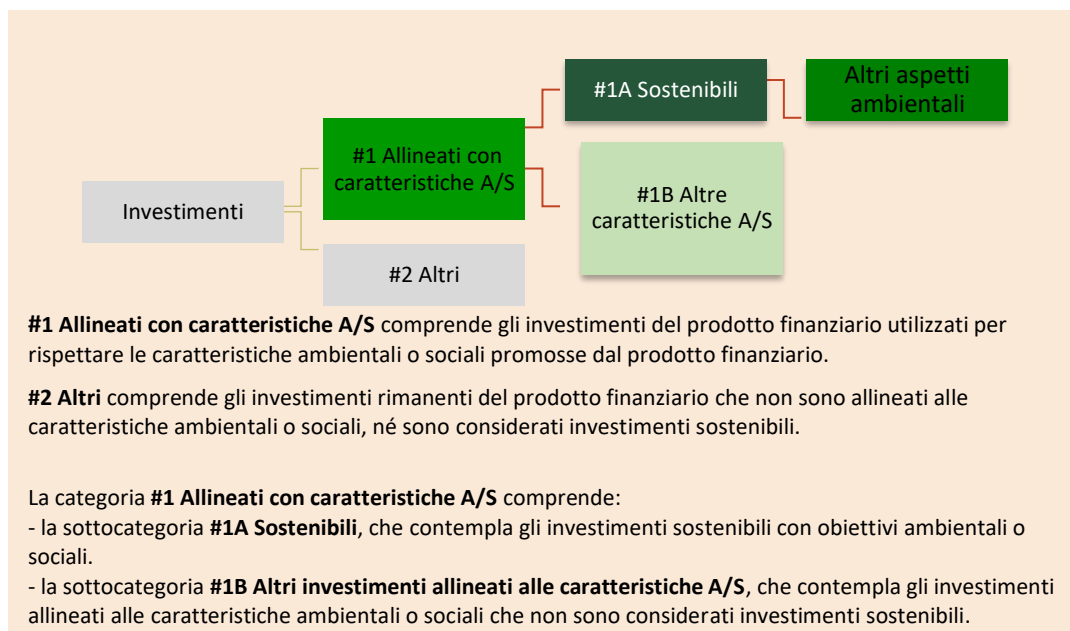 #1A Sostenibili
Altri aspetti
ambientali
#1 Allineati con
caratteristiche A/S
#1B Altre
caratteristiche A/S
Investimenti
#2 Altri
#1 Allineati con caratteristiche A/S comprende gli investimenti del prodotto finanziario utilizzati per
rispettare le caratteristiche ambientali o sociali promosse dal prodotto finanziario.
#2 Altri comprende gli investimenti rimanenti del prodotto finanziario che non sono allineati alle
caratteristiche ambientali o sociali, né sono considerati investimenti sostenibili.
La categoria #1 Allineati con caratteristiche A/S comprende:
- la sottocategoria #1A Sostenibili, che contempla gli investimenti sostenibili con obiettivi ambientali o
sociali.
- la sottocategoria #1B Altri investimenti allineati alle caratteristiche A/S, che contempla gli investimenti
allineati alle caratteristiche ambientali o sociali che non sono considerati investimenti sostenibili.